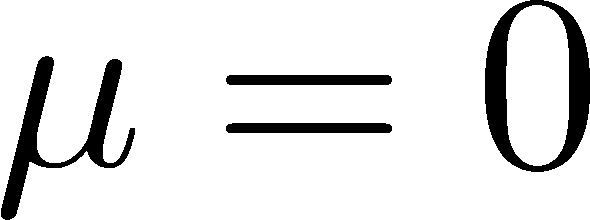 μ = 0